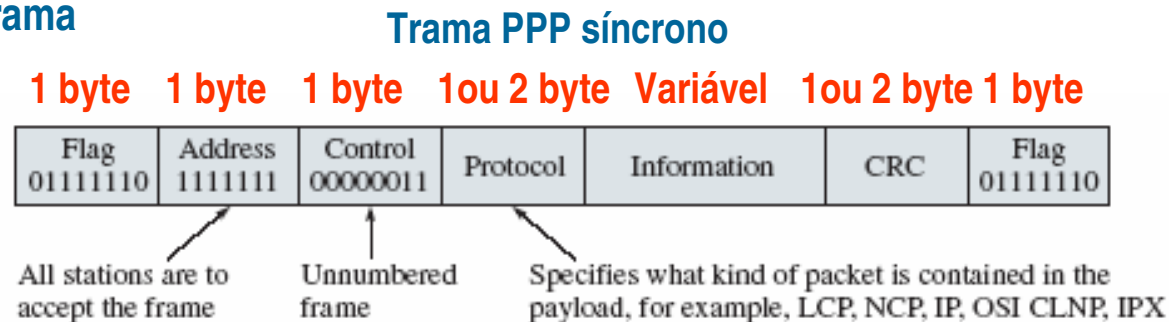 rama
Trama PPP síncrono
1 byte 1 byte 1 byte 1ou 2 byte Variável 1ou 2 byte 1 byte
Flag Address Control Protocol Information CRC Flag
01111110 1111111 00000011 01111110
All stations are to Unnumbered Specifies what kind of packet is contained in the
accept the frame frame payload, for example, LCP, NCP, IP, OSI CLNP, IPX